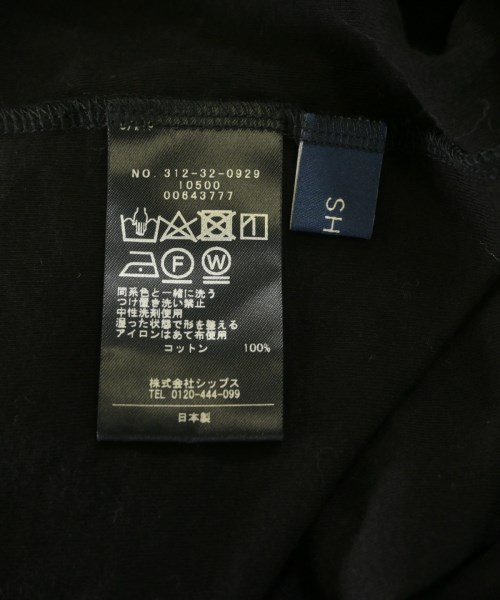 NO. 312-32-0929
10500
00643777
F
W
同系色と一緒に洗う
つけ置き洗い禁止
中性洗剤使用
湿った状態で形を整える
アイロンはあて布使用
コットン 100%
株式会社シップス
TEL 0120-444-099
日本製
SH